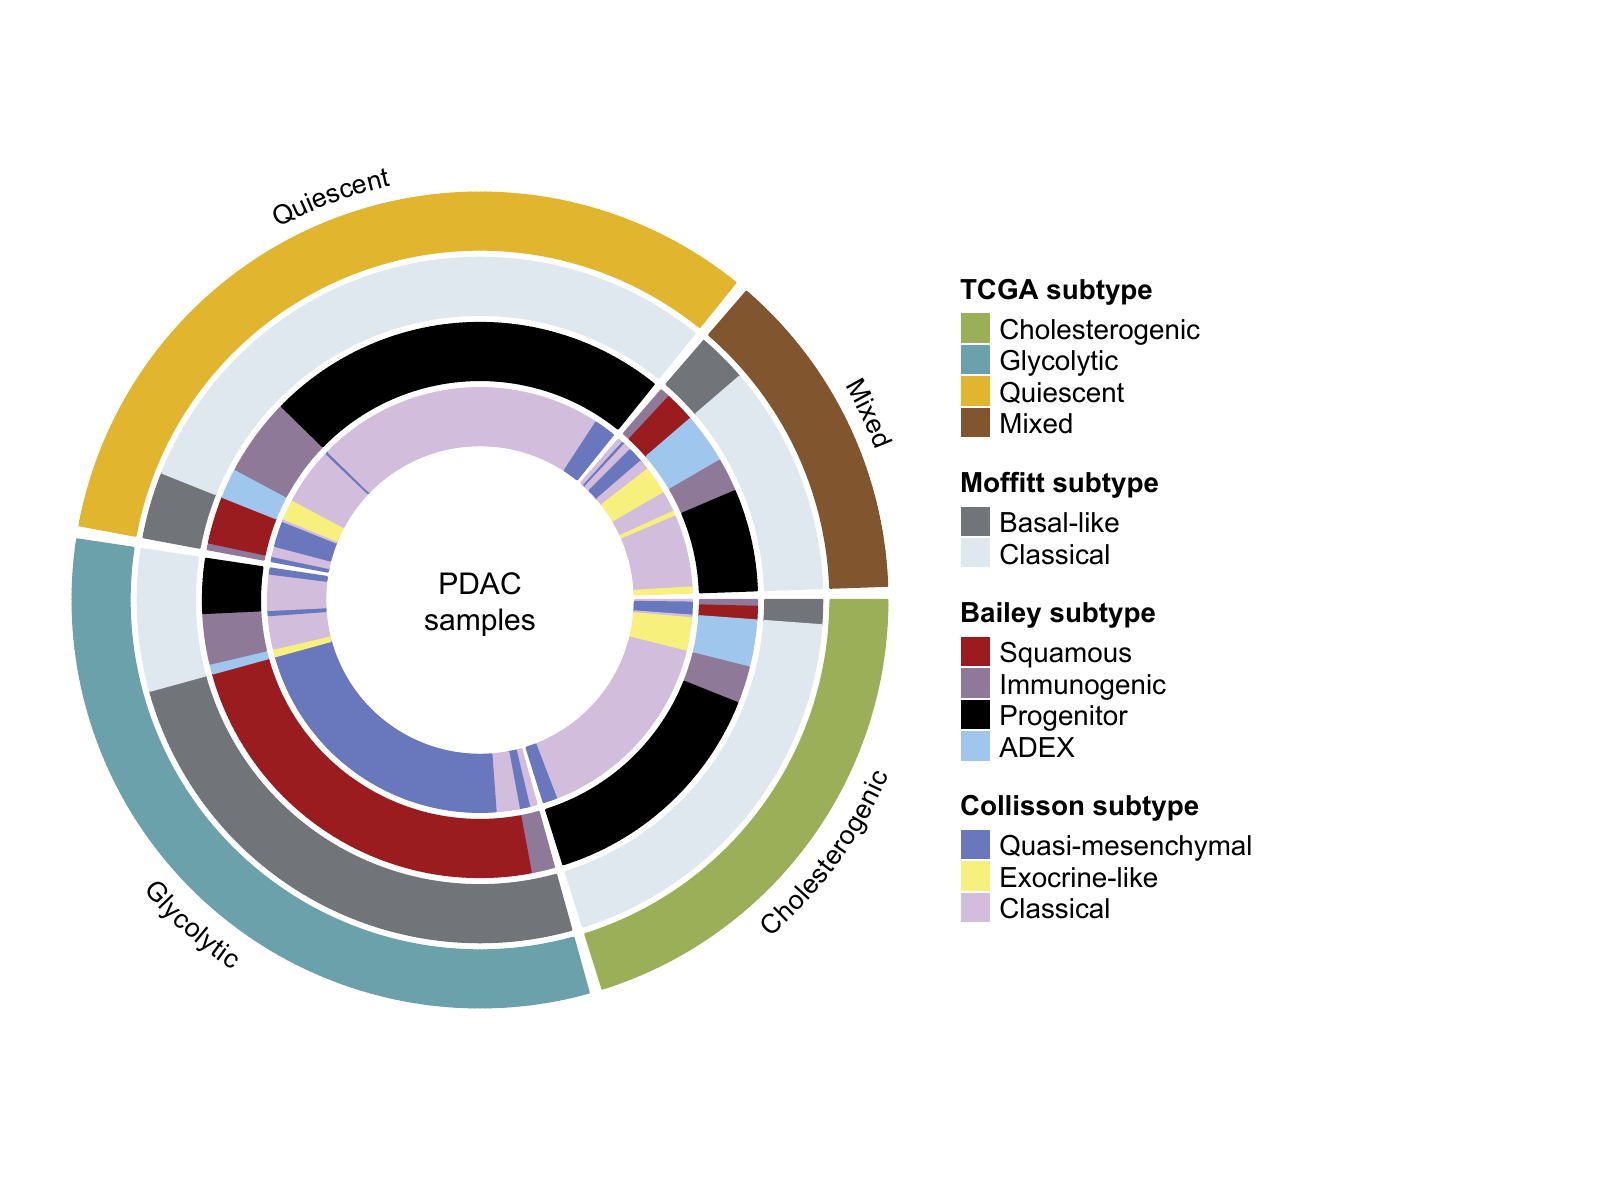 Quiescent
Mixed
PDAC
samples
Glycolytic
Cholesterogenic
TCGA subtype
Cholesterogenic
Glycolytic
Quiescent
Mixed
Moffitt subtype
Basal-like
Classical
Bailey subtype
Squamous
Immunogenic
Progenitor
ADEX
Collisson subtype
Quasi-mesenchymal
Exocrine-like
Classical